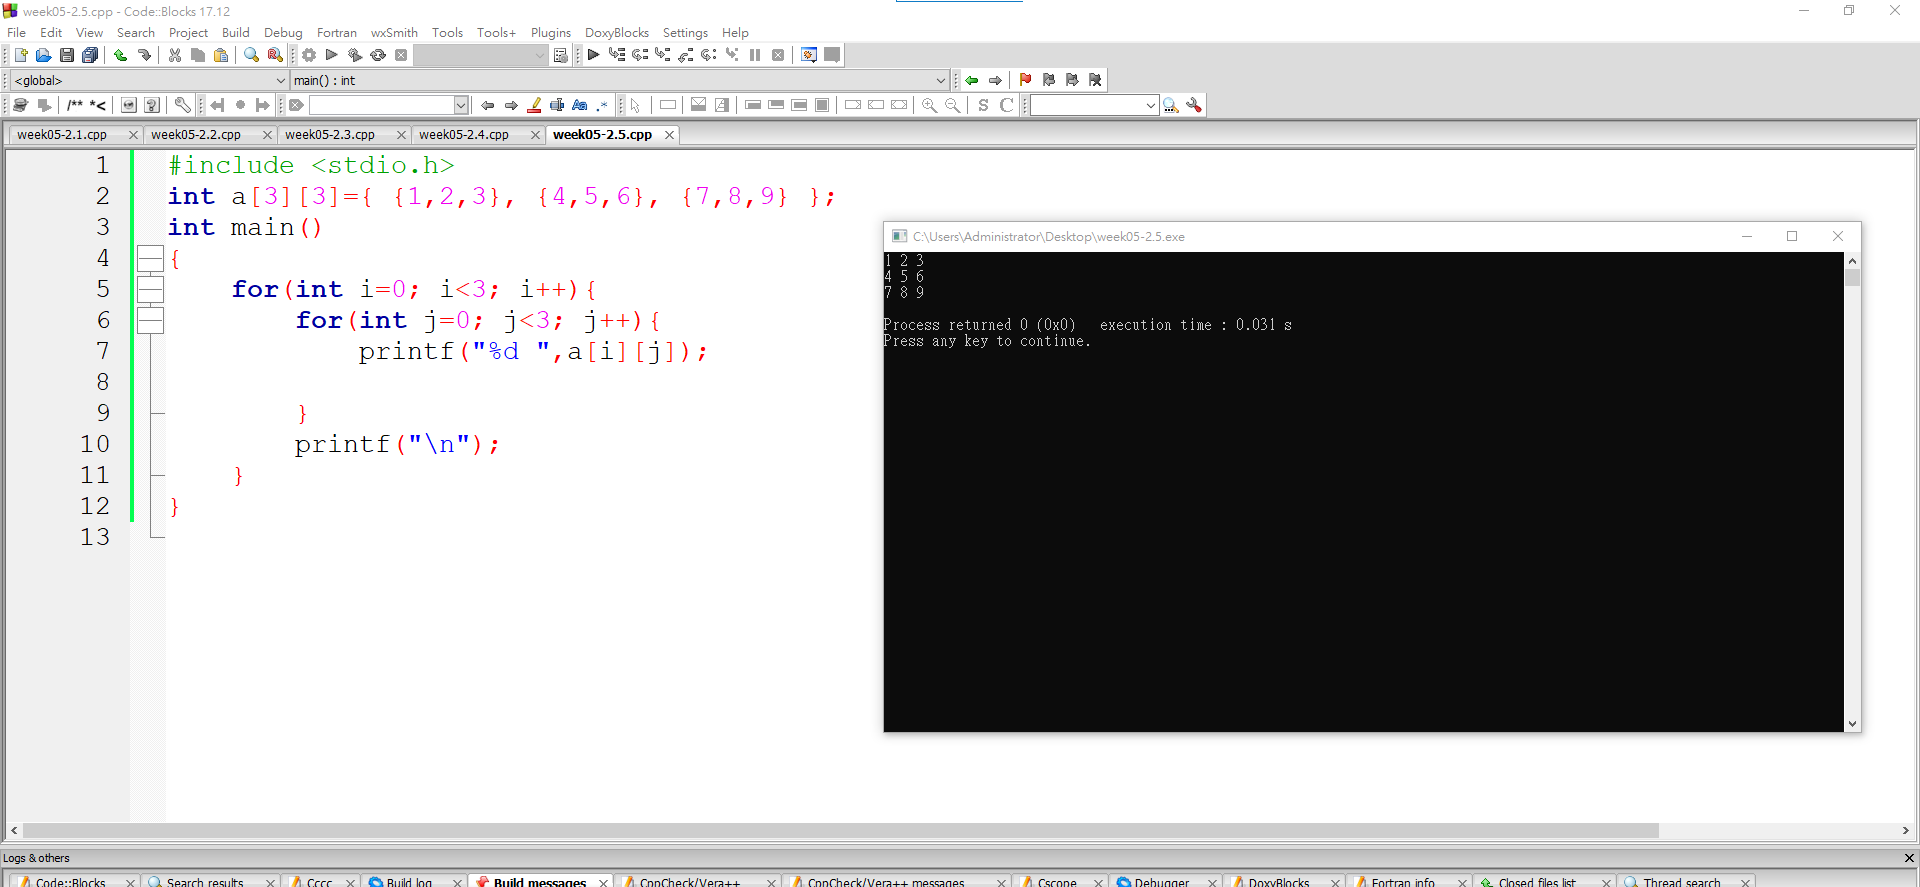 week05-2.5.cpp - Code::Blocks 17.12
File Edit View Search Project Build Debug Fortran wxSmith Tools Tools+ Plugins DoxyBlocks Settings Help
<global> main() : int
/** *< Aa .* S C
week05-2.1.cpp week05-2.2.cpp week05-2.3.cpp week05-2.4.cpp week05-2.5.cpp
1 #include <stdio.h>
2 int a[3][3]={ {1,2,3}, {4,5,6}, {7,8,9} };
3 int main()
4 {
5 for(int i=0; i<3; i++){
6 for(int j=0; j<3; j++){
7 printf("%d ",a[i][j]);
8
9 }
10 printf("\n");
11 }
12 }
13
C:\Users\Administrator\Desktop\week05-2.5.exe
1 2 3
4 5 6
7 8 9
Process returned 0 (0x0) execution time : 0.031 s
Press any key to continue.
Logs & others
Code::Blocks Search results Cccc Build log Build messages CppCheck/Vera++ CppCheck/Vera++ messages Cscope Debugger DoxyBlocks Fortran info Closed files list Thread search